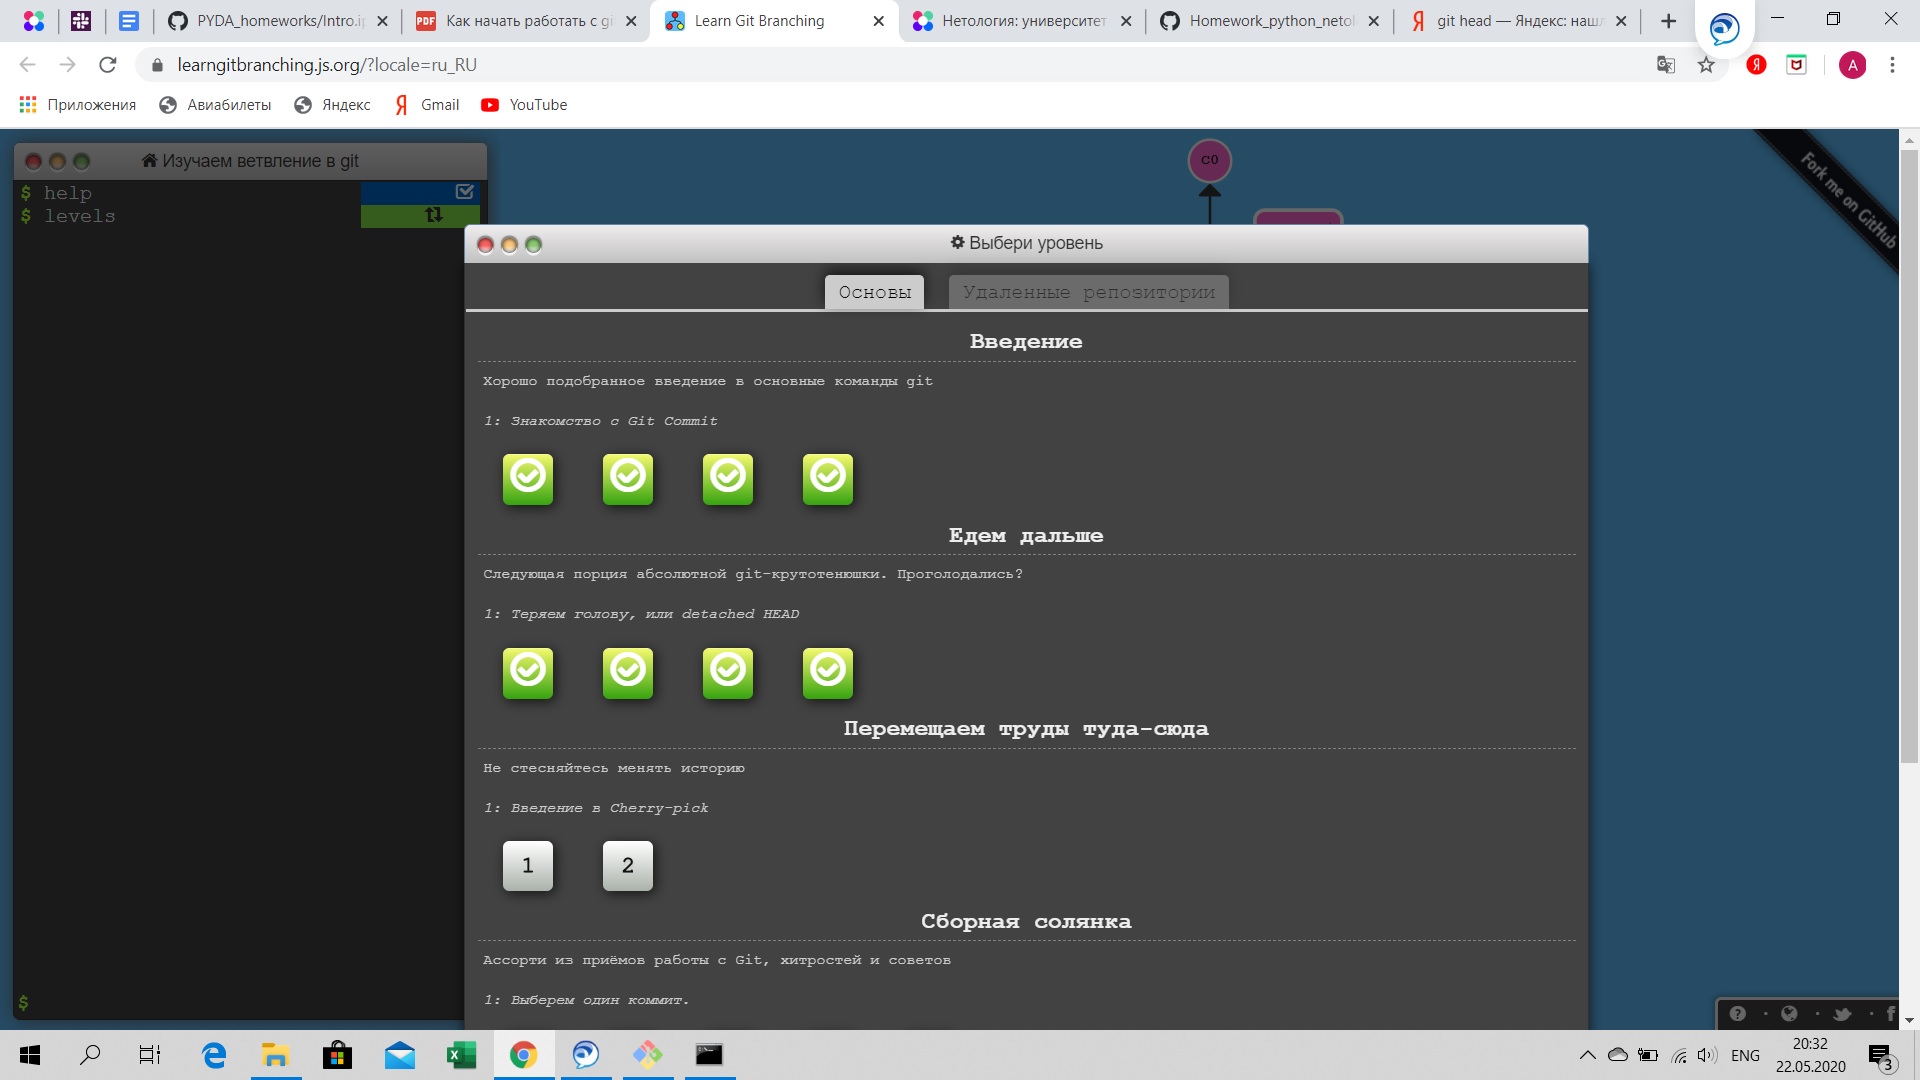 PYDA_homeworks/Intro.i
Как начать работать с gi
Learn Git Branching
Нетология: университет
Homework_python_netol
git head — Яндекс: наш
learngitbranching.js.org/?locale=ru_RU
A
Приложения
Авиабилеты
Яндекс
Gmail
YouTube
Изучаем ветвление в git
$ help
$ levels
$
C0
Fork me on GitHub
Выбери уровень
Основы
Удаленные репозитории
Введение
Хорошо подобранное введение в основные команды git
1: Знакомство с Git Commit
Едем дальше
Следующая порция абсолютной git-крутотенюшки. Проголодались?
1: Теряем голову, или detached HEAD
Перемещаем труды туда-сюда
Не стесняйтесь менять историю
1: Введение в Cherry-pick
1 2
Сборная солянка
Ассорти из приёмов работы с Git, хитростей и советов
1: Выберем один коммит.
ENG
20:32
22.05.2020
3